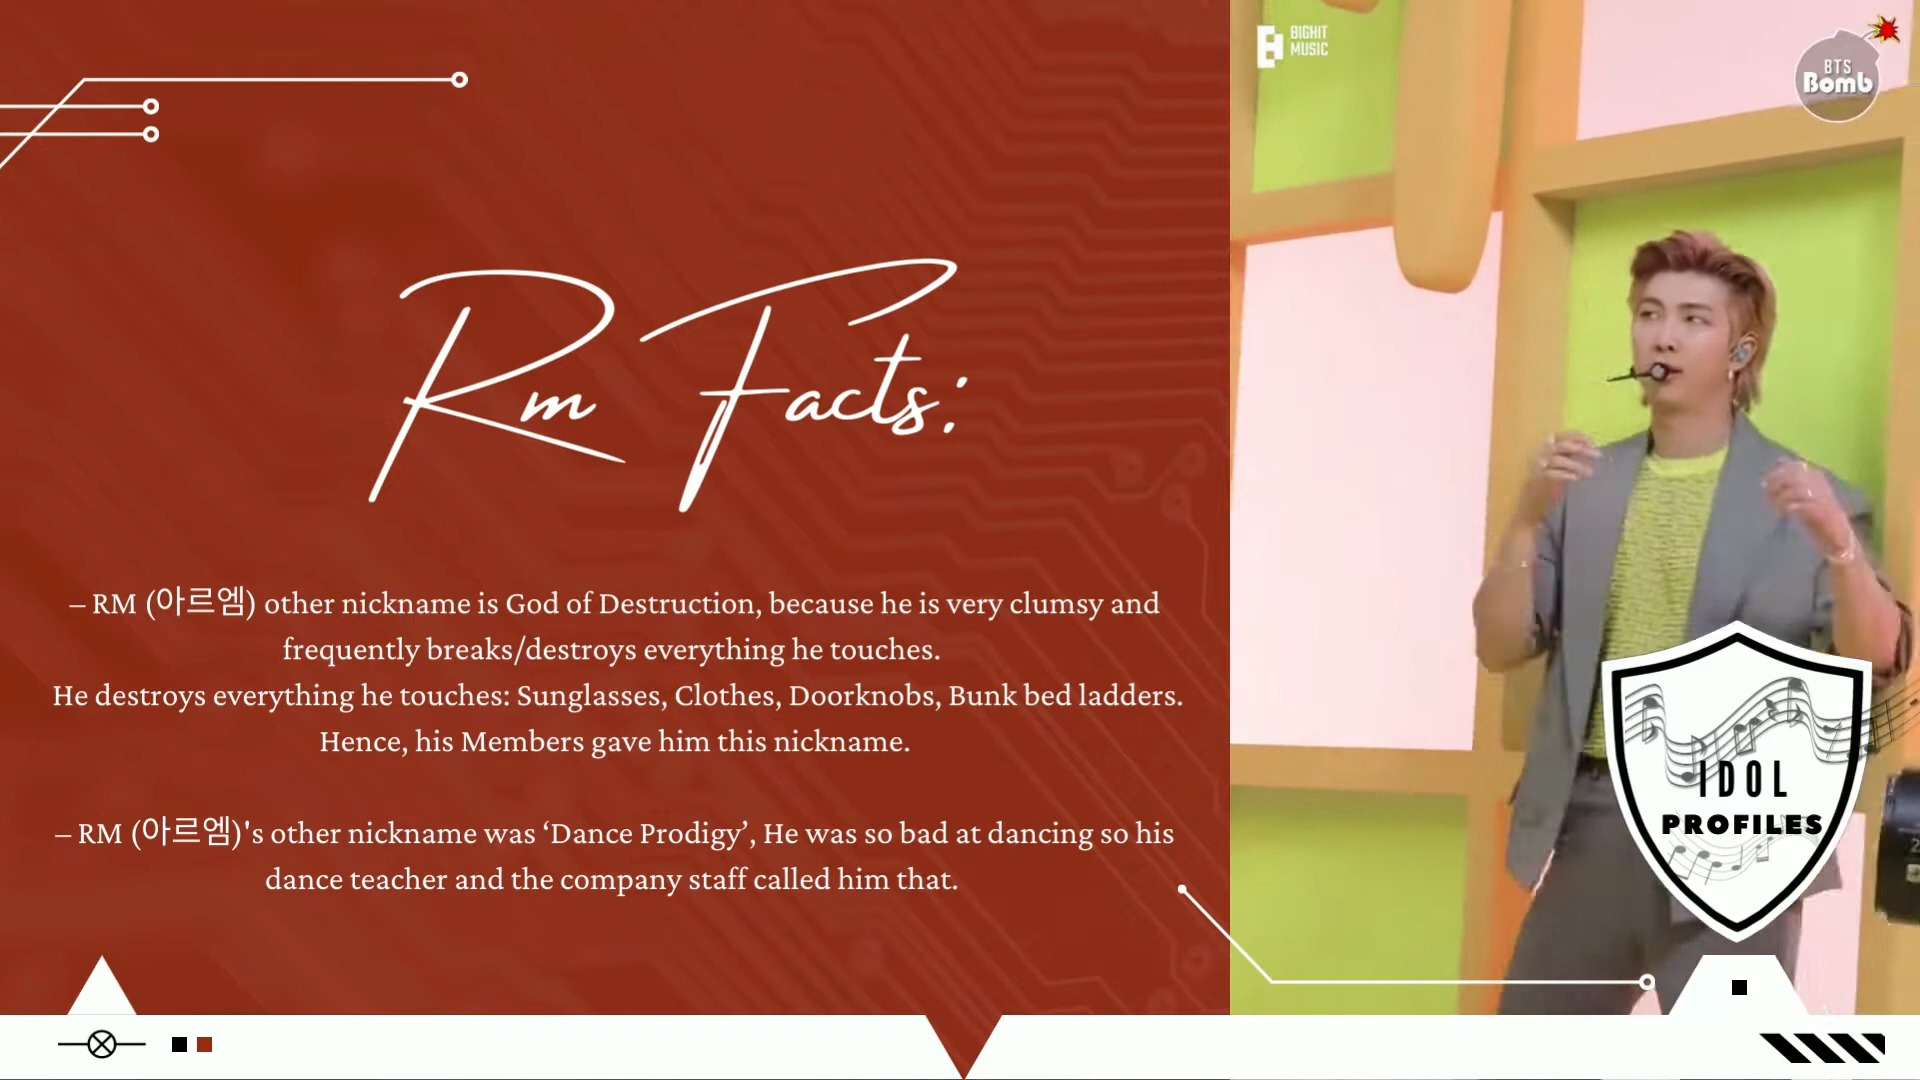 BIGHIT
MUSIC
BTS
Bomb
Rm Facts:
– RM (아르엠) other nickname is God of Destruction, because he is very clumsy and
frequently breaks/destroys everything he touches.
He destroys everything he touches: Sunglasses, Clothes, Doorknobs, Bunk bed ladders.
Hence, his Members gave him this nickname.
– RM (아르엠)'s other nickname was ‘Dance Prodigy’, He was so bad at dancing so his
dance teacher and the company staff called him that.
IDOL
PROFILES